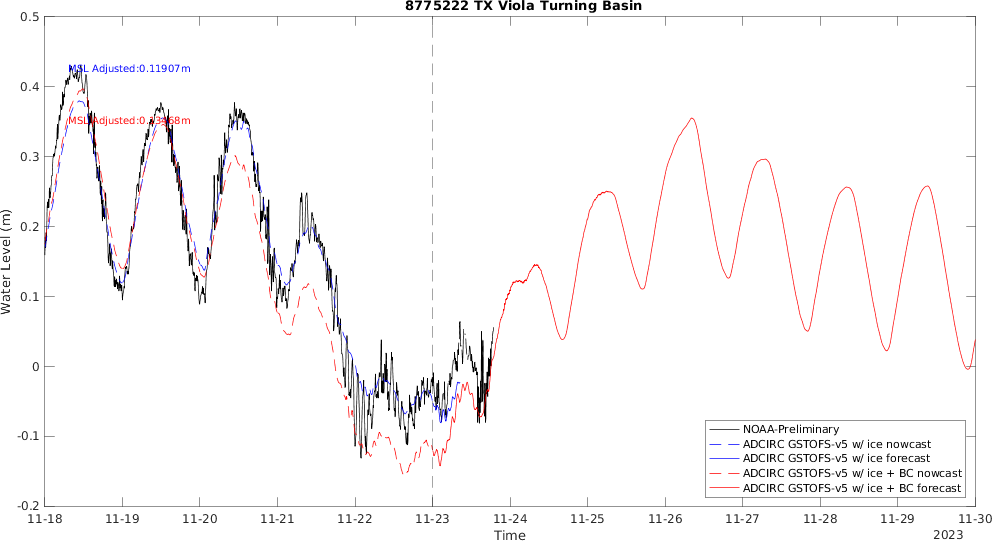 8775222 TX Viola Turning Basin
0.5
0.4
0.3
0.2
0.1
0
-0.1
-0.2
Water Level (m)
MSL Adjusted:0.11907m
MSL Adjusted:
11-18
11-19
11-20
11-21
11-22
11-23
11-24
11-25
11-26
11-27
11-28
11-29
11-30
Time
2023
NOAA-Preliminary
ADCIRC GSTOFS-v5 w/ ice nowcast
ADCIRC GSTOFS-v5 w/ ice forecast
ADCIRC GSTOFS-v5 w/ ice + BC nowcast
ADCIRC GSTOFS-v5 w/ ice + BC forecast